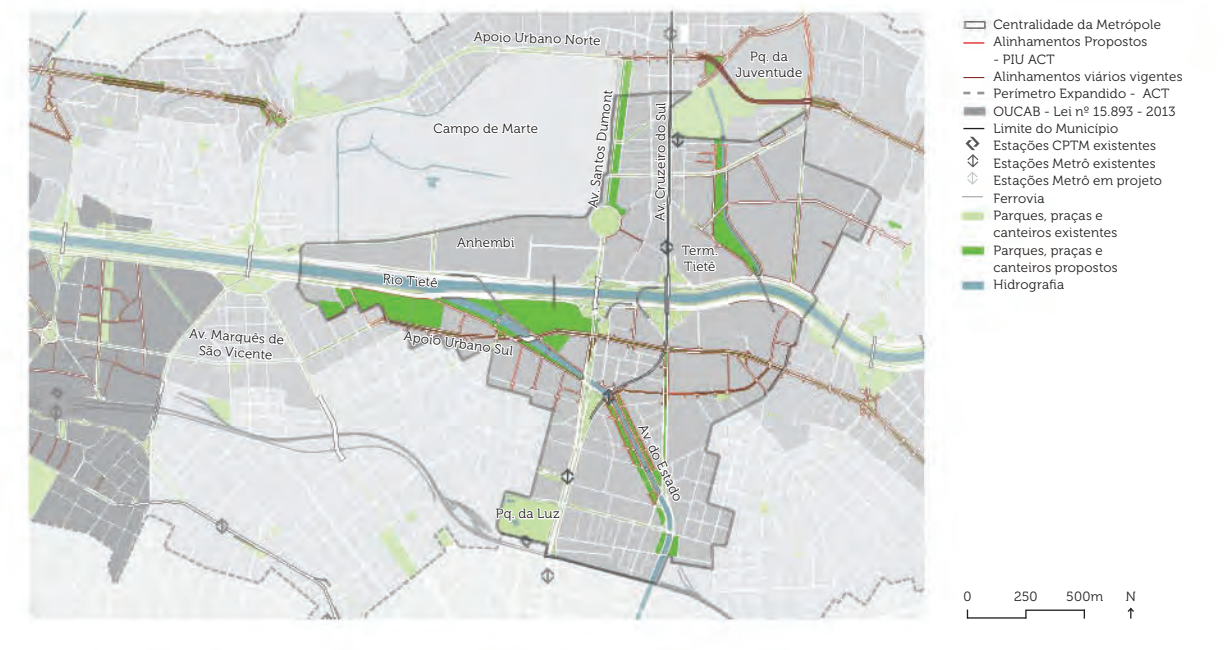 Apoio Urbano Norte
Pq. da
Juventude
Campo de Marte
Av. Santos Dumont
Av. Cruzeiro do Sul
Anhembi
Term.
Tietê
Rio Tietê
Av. Marquês de
São Vicente
Apoio Urbano Sul
Av. do Estado
Pq. da Luz
Centralidade da Metrópole
Alinhamentos Propostos
- PIU ACT
Alinhamentos viários vigentes
Perímetro Expandido - ACT
OUCAB - Lei nº 15.893 - 2013
Limite do Município
Estações CPTM existentes
Estações Metrô existentes
Estações Metrô em projeto
Ferrovia
Parques, praças e
canteiros existentes
Parques, praças e
canteiros propostos
Hidrografia
0 250 500m N